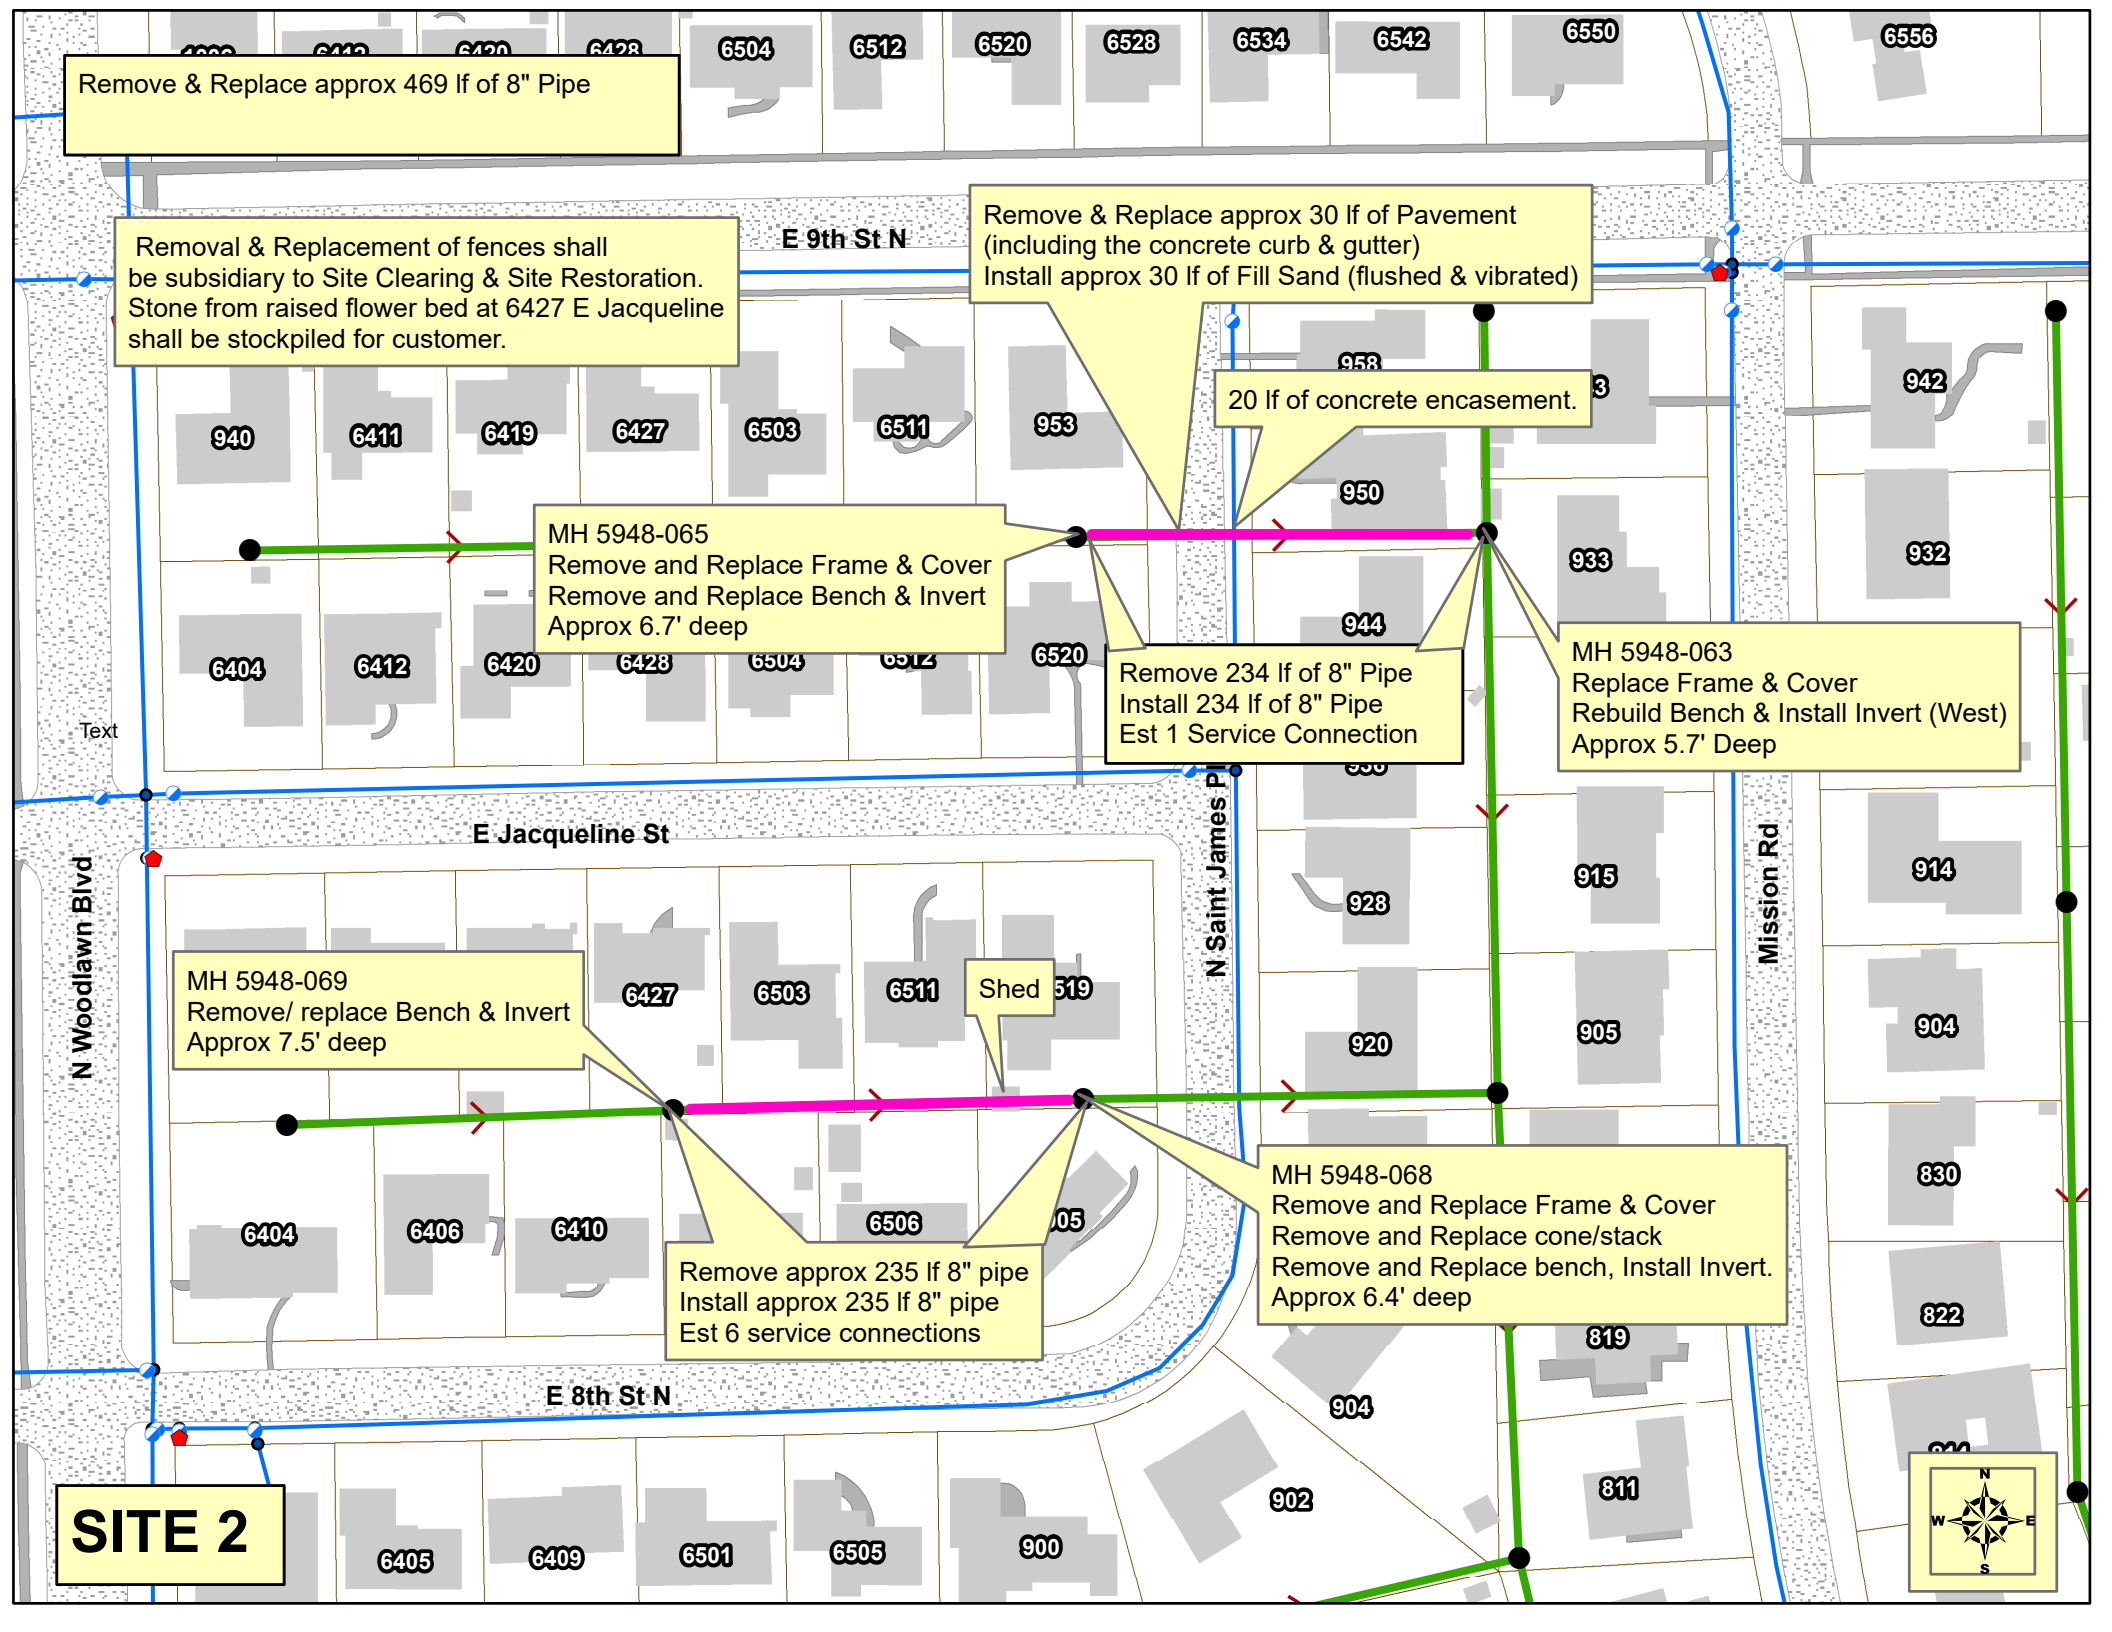 6412
6420
6428
6504
6512
6520
6528
6534
6542
6550
6556
Remove & Replace approx 469 lf of 8" Pipe
E 9th St N
Removal & Replacement of fences shall
be subsidiary to Site Clearing & Site Restoration.
Stone from raised flower bed at 6427 E Jacqueline
shall be stockpiled for customer.
Remove & Replace approx 30 lf of Pavement
(including the concrete curb & gutter)
Install approx 30 lf of Fill Sand (flushed & vibrated)
958
3
942
20 lf of concrete encasement.
940
6411
6419
6427
6503
6511
953
950
933
932
MH 5948-065
Remove and Replace Frame & Cover
Remove and Replace Bench & Invert
Approx 6.7' deep
6404
6412
6420
6428
6504
6512
6520
944
Remove 234 lf of 8" Pipe
Install 234 lf of 8" Pipe
Est 1 Service Connection
MH 5948-063
Replace Frame & Cover
Rebuild Bench & Install Invert (West)
Approx 5.7' Deep
Text
936
E Jacqueline St
N Woodlawn Blvd
N Saint James Pl
Mission Rd
928
915
914
MH 5948-069
Remove/ replace Bench & Invert
Approx 7.5' deep
6427
6503
6511
Shed
519
920
905
904
6404
6406
6410
6506
905
830
Remove approx 235 lf 8" pipe
Install approx 235 lf 8" pipe
Est 6 service connections
MH 5948-068
Remove and Replace Frame & Cover
Remove and Replace cone/stack
Remove and Replace bench, Install Invert.
Approx 6.4' deep
822
819
E 8th St N
904
814
902
811
SITE 2
6405
6409
6501
6505
900
N
W E
S